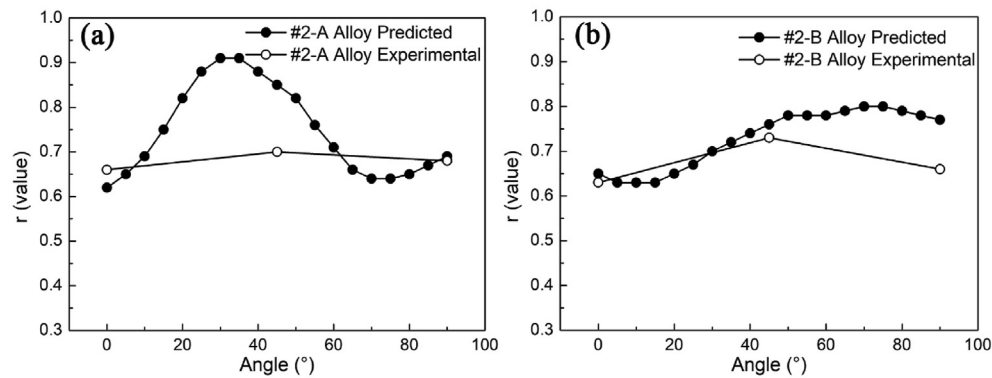 (a)
#2-A Alloy Predicted
#2-A Alloy Experimental
1.0
0.9
0.8
0.7
0.6
0.5
0.4
0.3
r (value)
0 20 40 60 80 100
Angle (°)
(b)
#2-B Alloy Predicted
#2-B Alloy Experimental
1.0
0.9
0.8
0.7
0.6
0.5
0.4
0.3
r (value)
0 20 40 60 80 100
Angle (°)